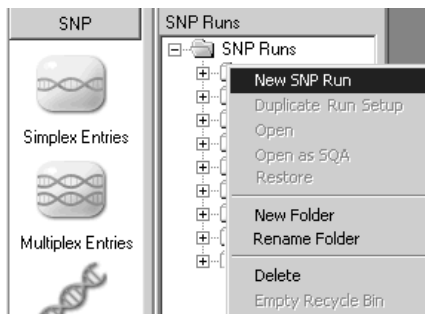 SNP
SNP Runs
SNP Runs
New SNP Run
Duplicate Run Setup
Simplex Entries
Open
Open as SQA
Restore
New Folder
Multiplex Entries
Rename Folder
Delete
Empty Recycle Bin